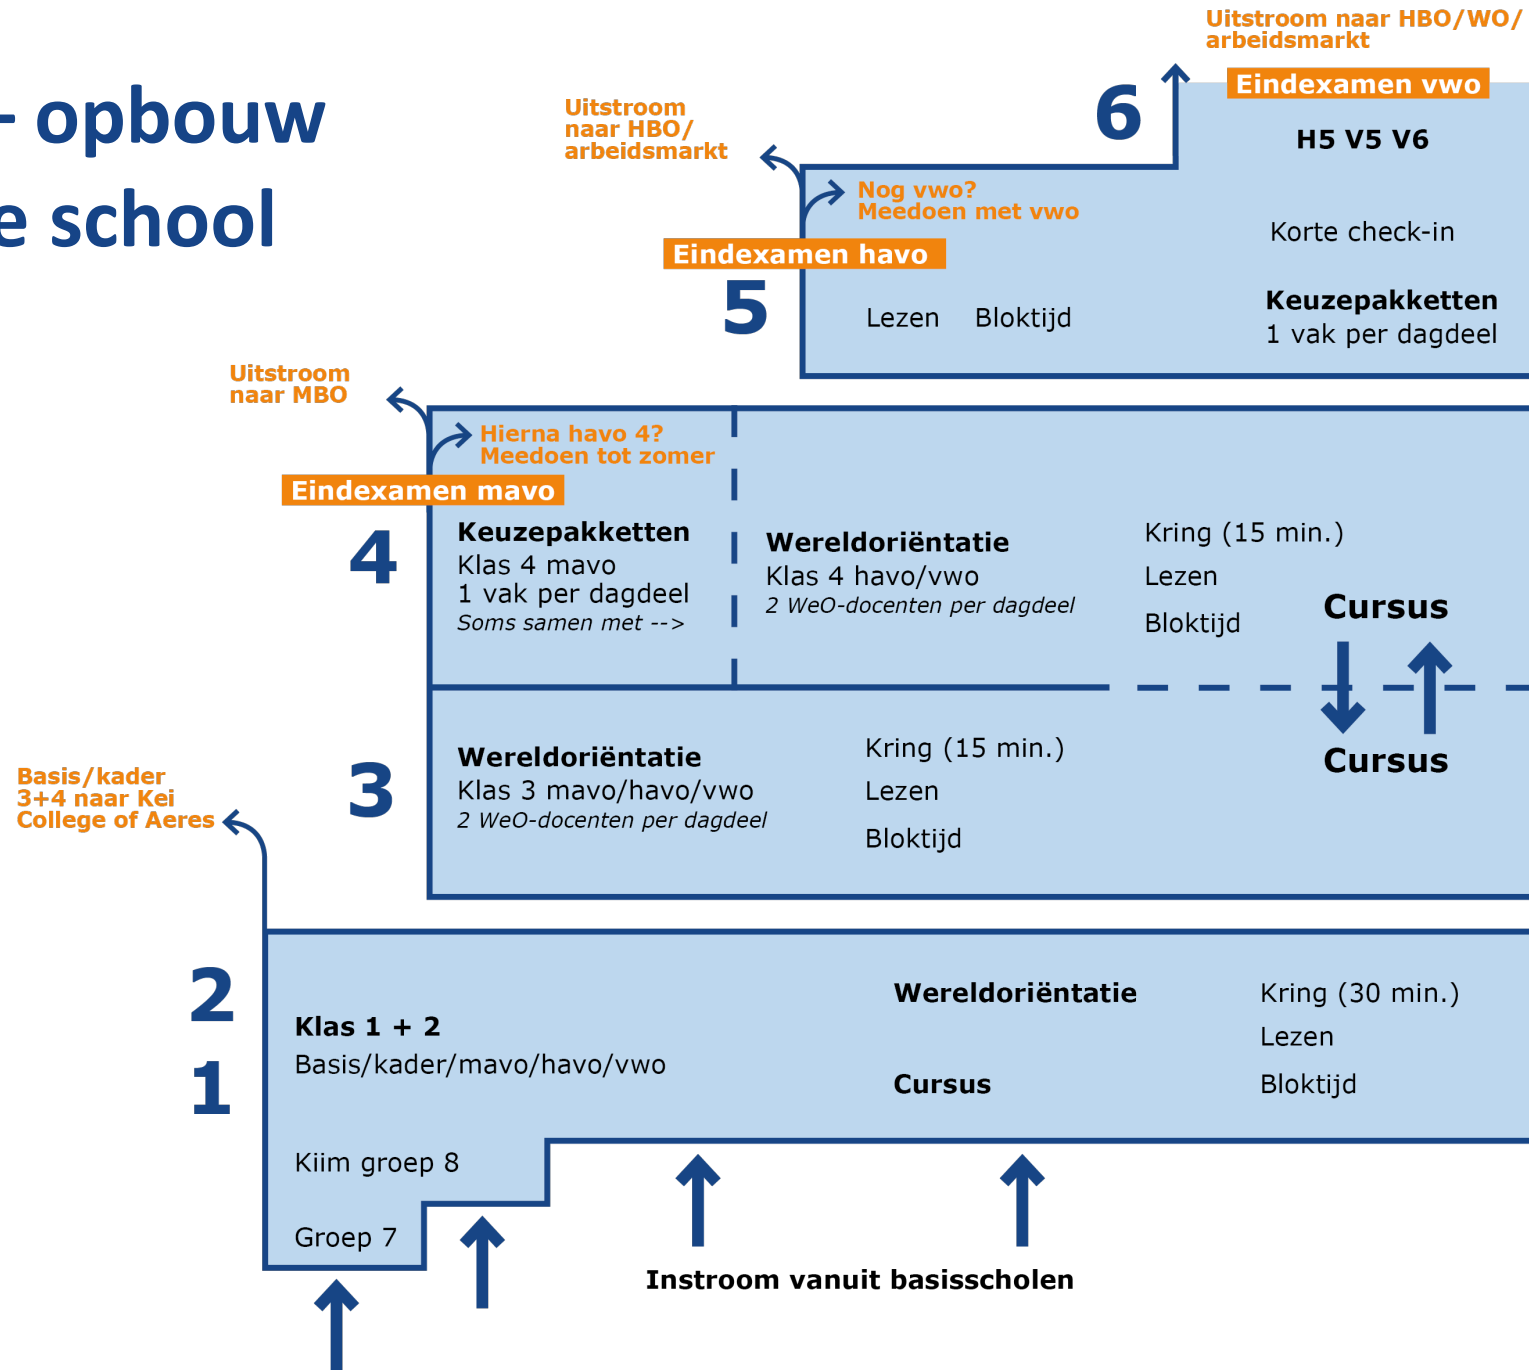 - opbouw
e school
Uitstroom naar HBO/WO/
arbeidsmarkt
Eindexamen vwo
6
H5 V5 V6
Uitstroom
naar HBO/
arbeidsmarkt
Nog vwo?
Meedoen met vwo
Korte check-in
Eindexamen havo
5
Lezen Bloktijd
Keuzepakketten
1 vak per dagdeel
Uitstroom
naar MBO
Hierna havo 4?
Meedoen tot zomer
Eindexamen mavo
4
Keuzepakketten
Klas 4 mavo
1 vak per dagdeel
Soms samen met -->
Wereldoriëntatie
Klas 4 havo/vwo
2 WeO-docenten per dagdeel
Kring (15 min.)
Lezen
Bloktijd
Cursus
Cursus
3
Wereldoriëntatie
Klas 3 mavo/havo/vwo
2 WeO-docenten per dagdeel
Kring (15 min.)
Lezen
Bloktijd
Basis/kader
3+4 naar Kei
College of Aeres
2
1
Klas 1 + 2
Basis/kader/mavo/havo/vwo
Wereldoriëntatie
Cursus
Kring (30 min.)
Lezen
Bloktijd
Kiim groep 8
Groep 7
Instroom vanuit basisscholen